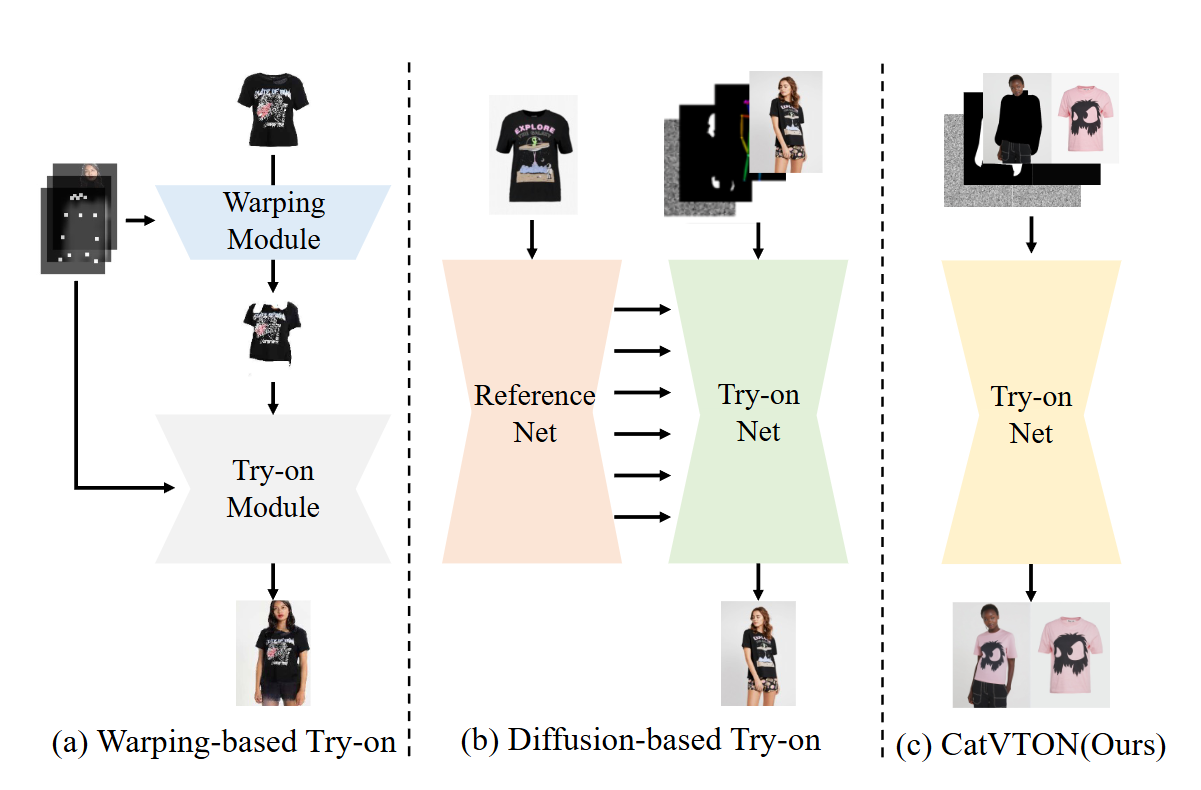 Warping
Module
Try-on
Module
(a) Warping-based Try-on
EXPLORE
Reference
Net
Try-on
Net
(b) Diffusion-based Try-on
Try-on
Net
(c) CatVTON(Ours)